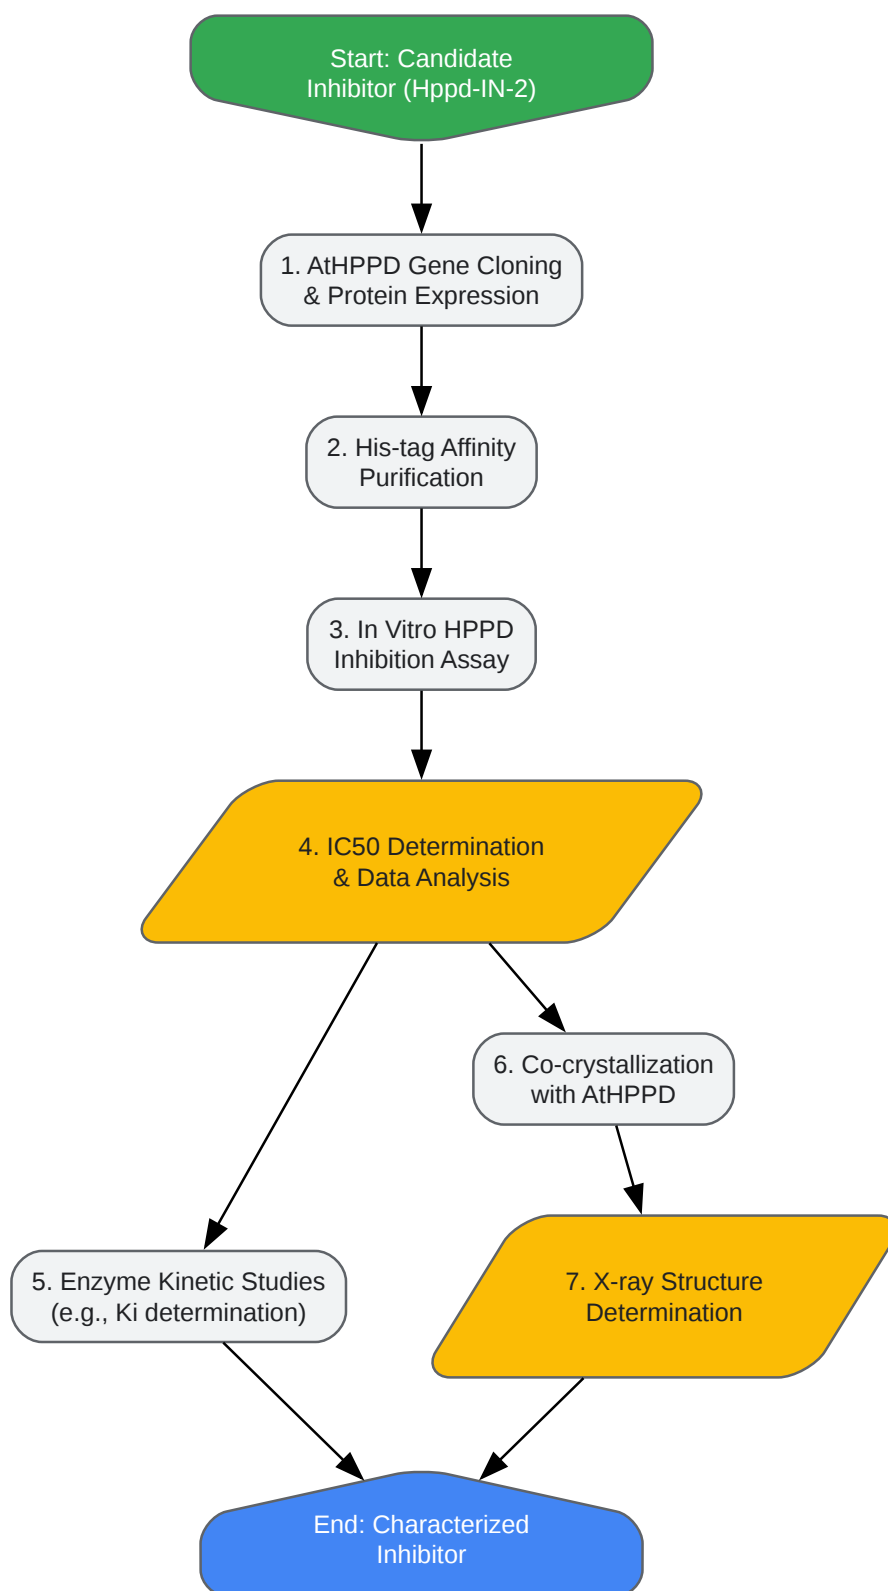 Start: Candidate
Inhibitor (Hppd-IN-2)
1. AtHPPD Gene Cloning
& Protein Expression
2. His-tag Affinity
Purification
3. In Vitro HPPD
Inhibition Assay
4. IC50 Determination
& Data Analysis
6. Co-crystallization
with AtHPPD
5. Enzyme Kinetic Studies
(e.g., Ki determination)
7. X-ray Structure
Determination
End: Characterized
Inhibitor